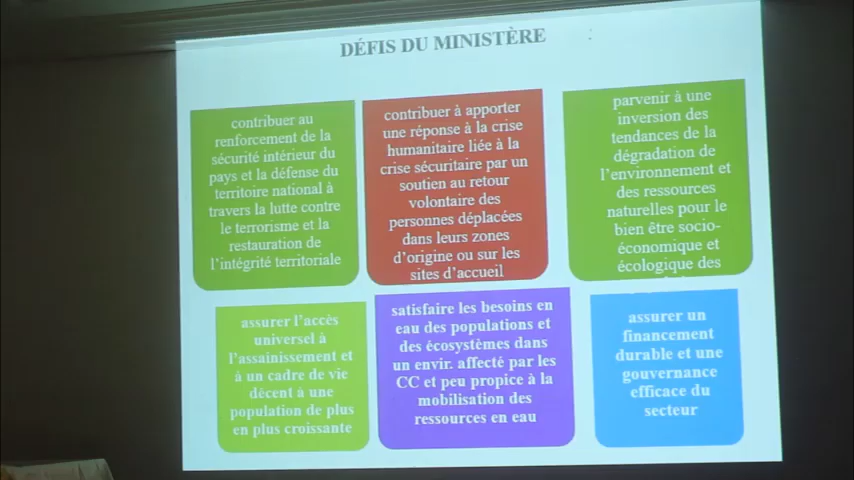 DÉFIS DU MINISTÈRE
contribuer au
renforcement de la
sécurité intérieur du
pays et la défense du
territoire national à
travers la lutte contre
le terrorisme et la
restauration de
l'intégrité territoriale
contribuer à apporter
une réponse à la crise
humanitaire liée à la
crise sécuritaire par un
soutien au retour
volontaire des
personnes déplacées
dans leurs zones
d'origine ou sur les
sites d'accueil
parvenir à une
inversion des
tendances de la
dégradation de
l'environnement et
des ressources
naturelles pour le
bien être socio-
économique et
écologique des
assurer l'accès
universel à
l'assainissement et
à un cadre de vie
décent à une
population de plus
en plus croissante
satisfaire les besoins en
eau des populations et
des écosystèmes dans
un envir. affecté par les
CC et peu propice à la
mobilisation des
ressources en eau
assurer un
financement
durable et une
gouvernance
efficace du
secteur